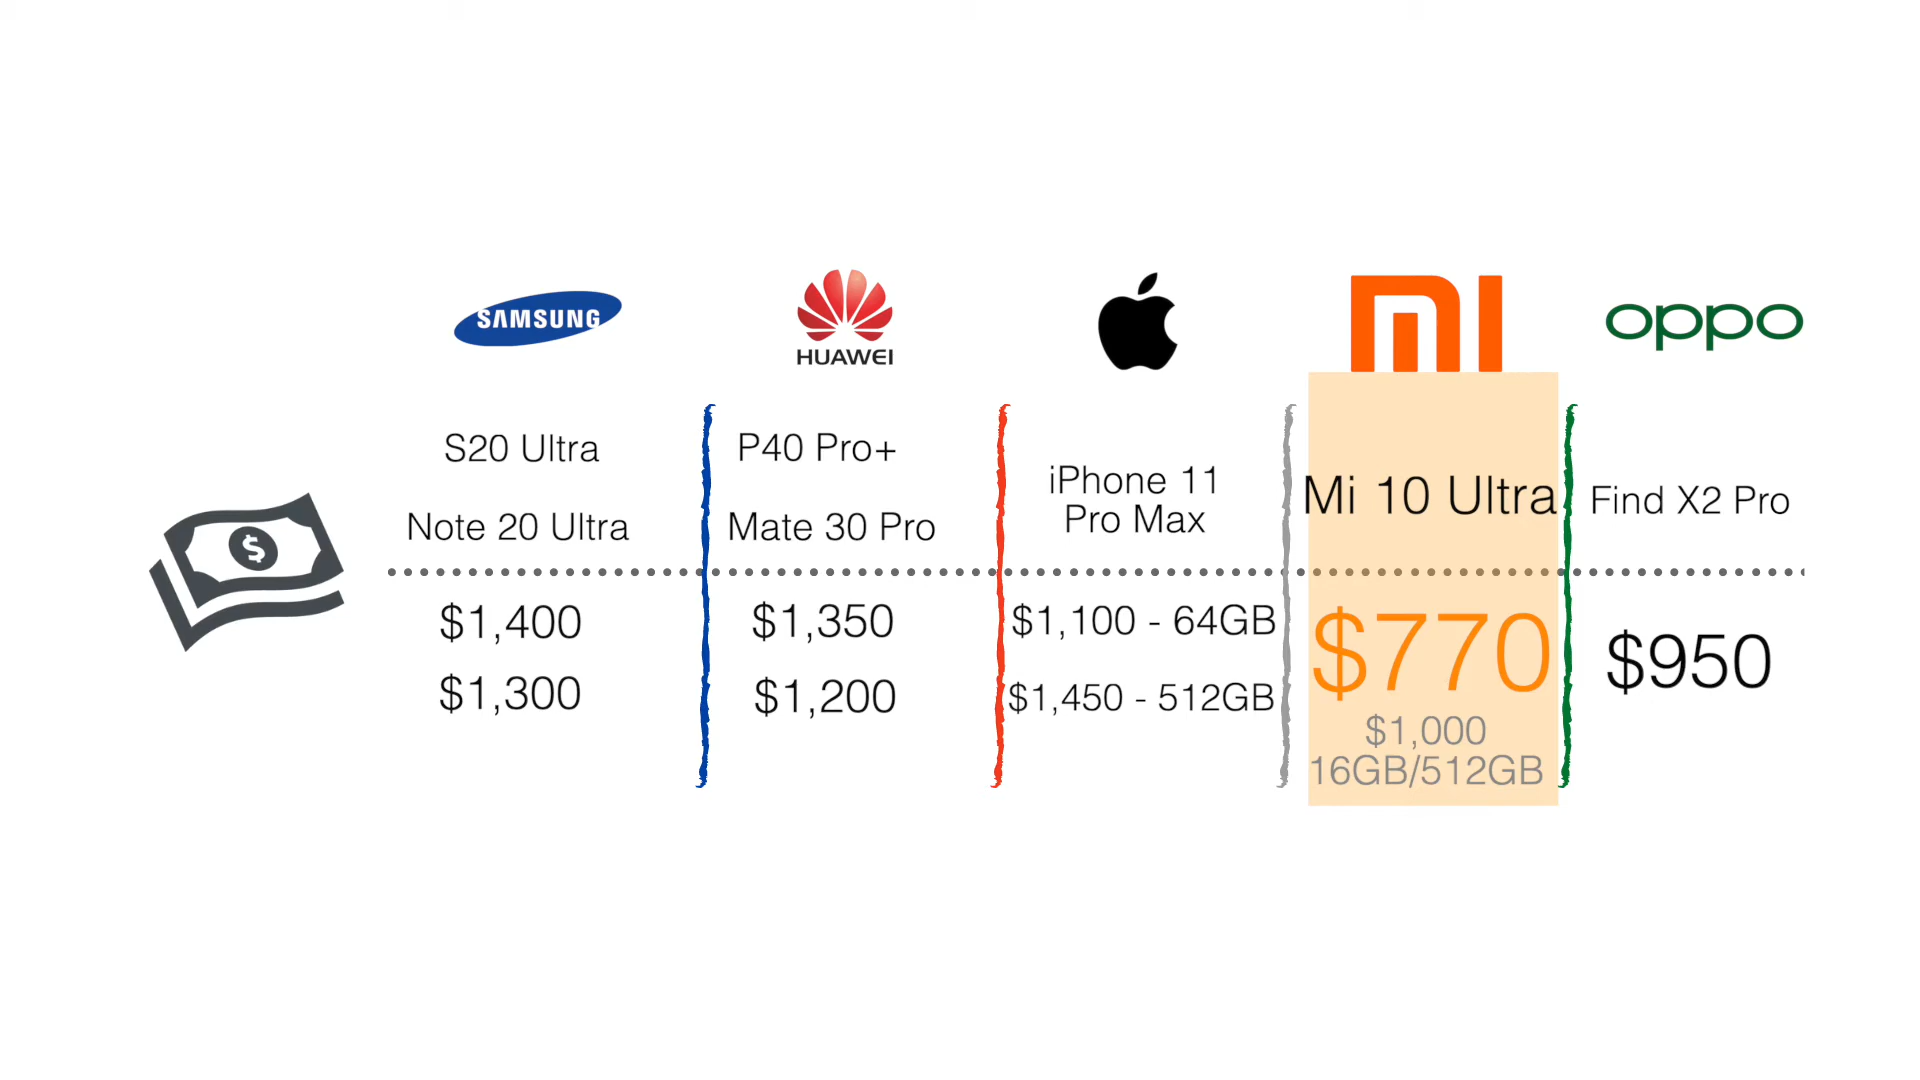 SAMSUNG
HUAWEI
mi
oppo
S20 Ultra
Note 20 Ultra
P40 Pro+
Mate 30 Pro
iPhone 11
Pro Max
Mi 10 Ultra
Find X2 Pro
$
$1,400
$1,300
$1,350
$1,200
$1,100 - 64GB
$1,450 - 512GB
$770
$1,000
16GB/512GB
$950